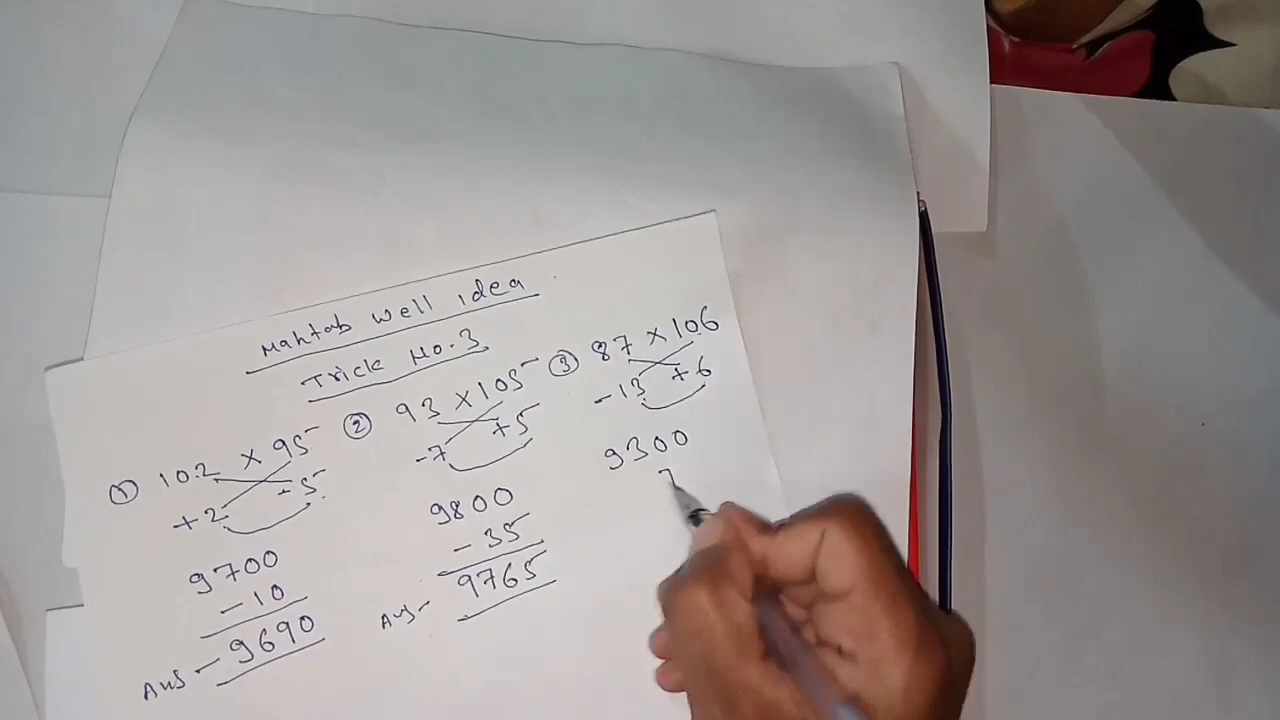 Mahtab Well idea
Trick No.3
① 102 × 95
+2 -5
9700
-10
Ans - 9690
② 93 × 105
-7 +5
9800
-35
Ans - 9765
③ 87 × 106
-13 +6
9300
7